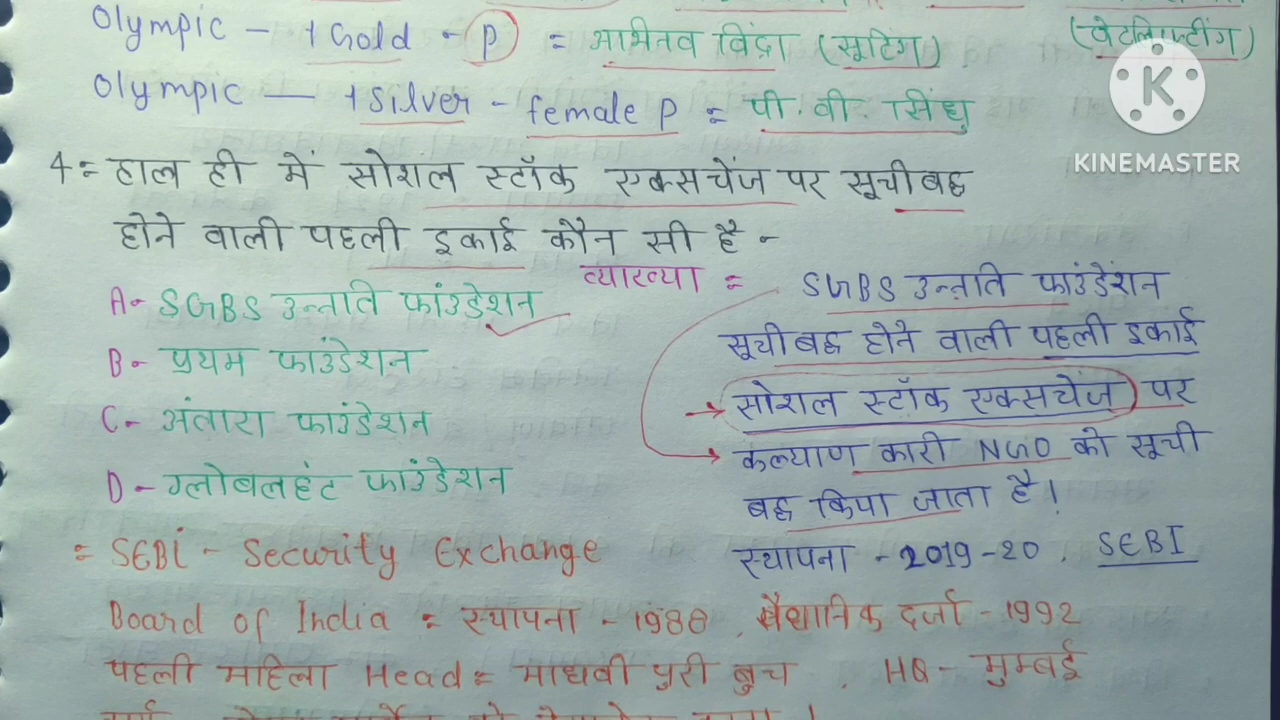 Olympic - 1 Gold - P = अभिनव बिंद्रा (सूटिंग) (वेटलिफ्टींग)
Olympic - 1 Silver - female P = पी. वी. सिंधु
KINEMASTER
4= हाल ही में सोशल स्टॉक एक्सचेंज पर सूचीबद्ध
होने वाली पहली इकाई कौन सी है -
A- SGBS उन्नति फांउडेशन
B- प्रथम फाउंडेशन
C- अंतारा फाउंडेशन
D- ग्लोबलहंट फाउंडेशन
व्याख्या = SGBS उन्नति फांउडेशन
सूचीबद्ध होने वाली पहली इकाई
→ सोशल स्टॉक एक्सचेंज पर
→ कल्याण कारी NGO को सूची
बद्ध किया जाता है!
स्थापना - 2019-20. SEBI
= SEBi - Security Exchange
Board of India = स्थापना - 1988, वैधानिक दर्जा - 1992
पहली महिला Head = माधवी पुरी बुच . HQ - मुम्बई